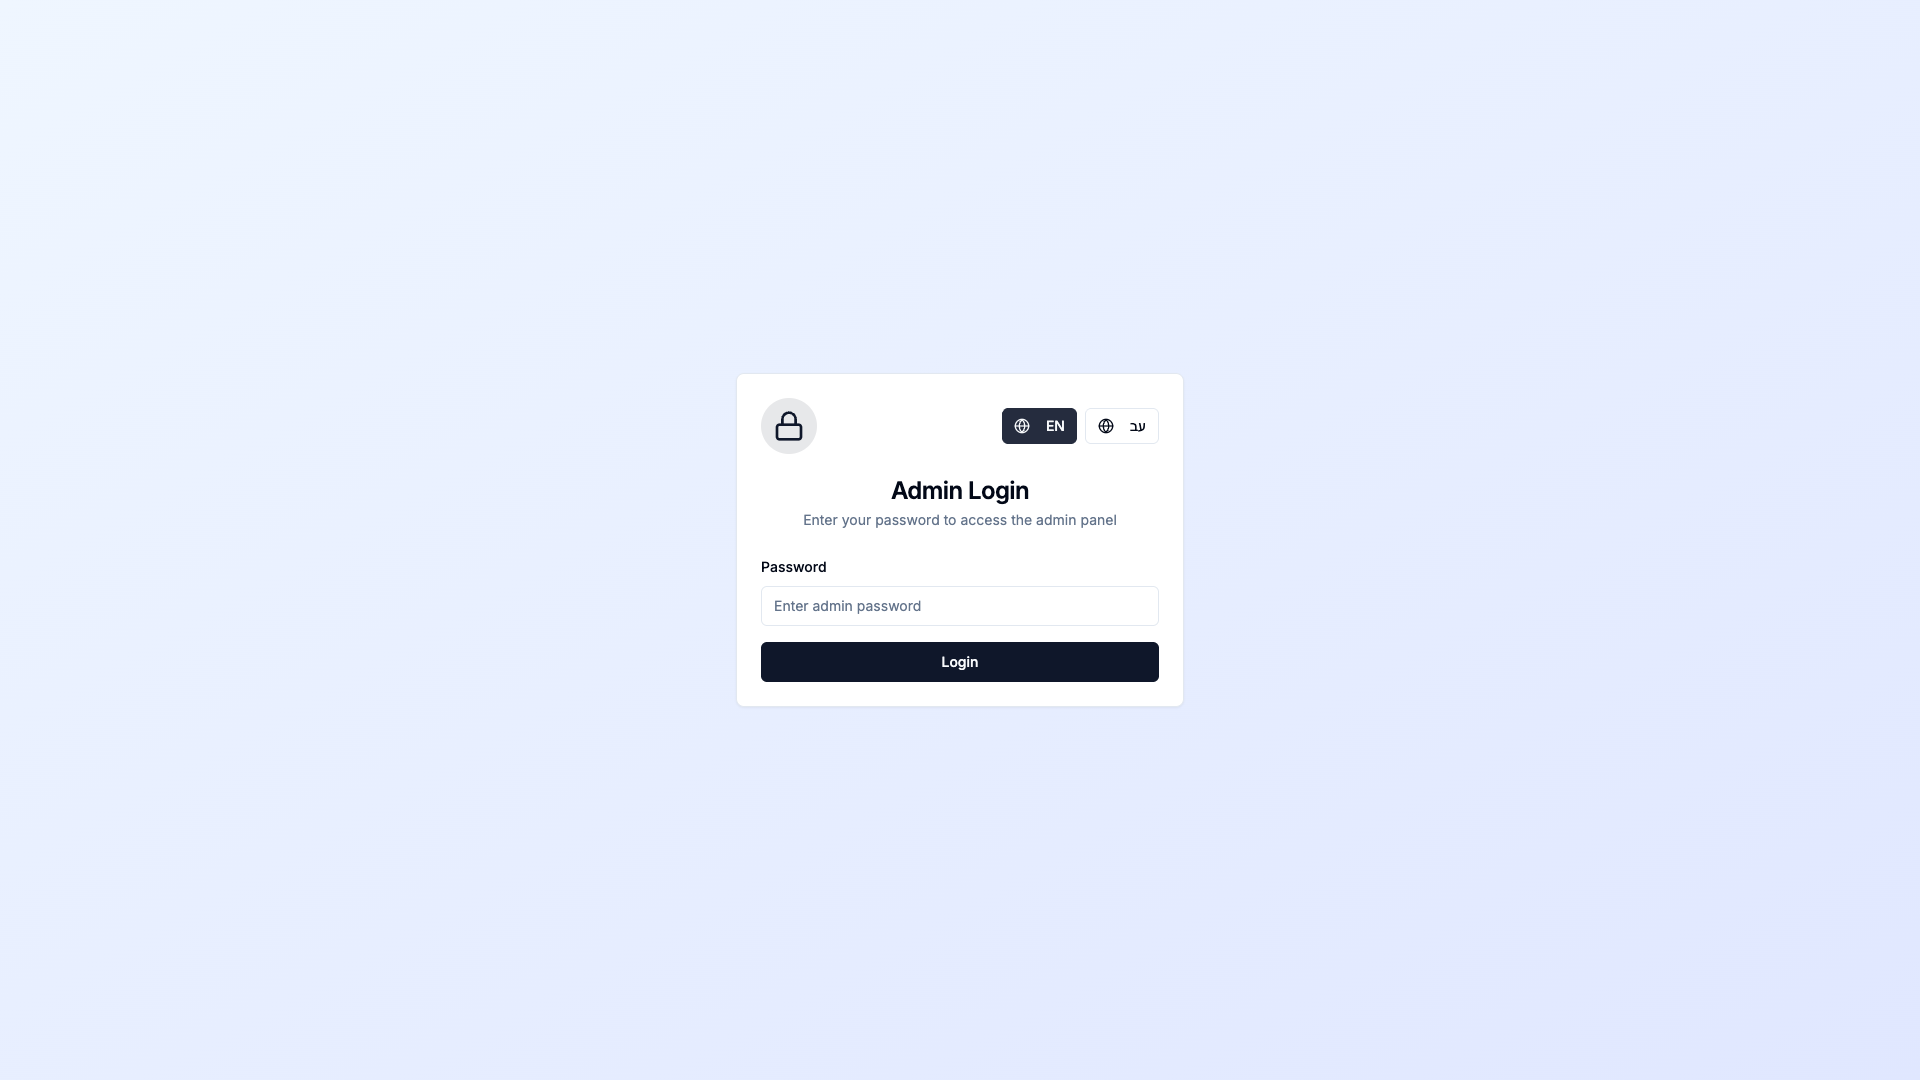 EN
עב
Admin Login
Enter your password to access the admin panel
Password
Enter admin password
Login